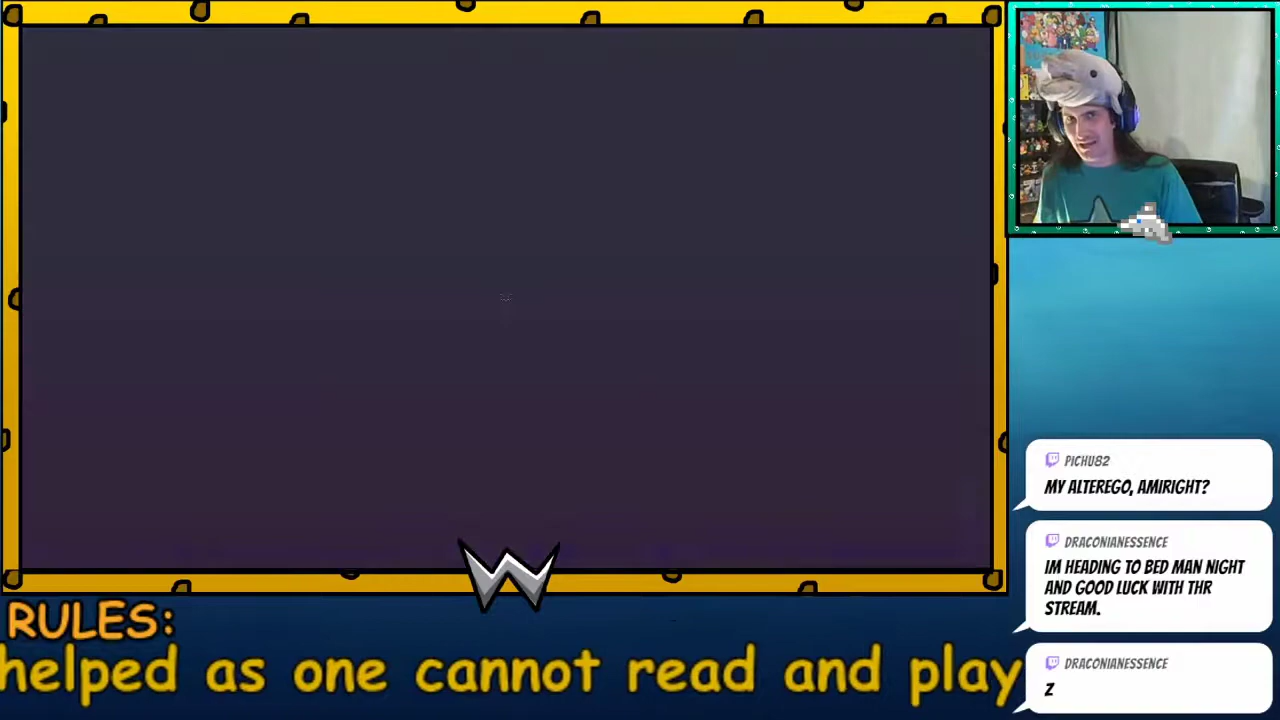 PICHU82
MY ALTEREGO, AMIRIGHT?
DRACONIANESSENCE
IM HEADING TO BED MAN NIGHT
AND GOOD LUCK WITH THR
STREAM.
DRACONIANESSENCE
Z
W
RULES:
helped as one cannot read and play